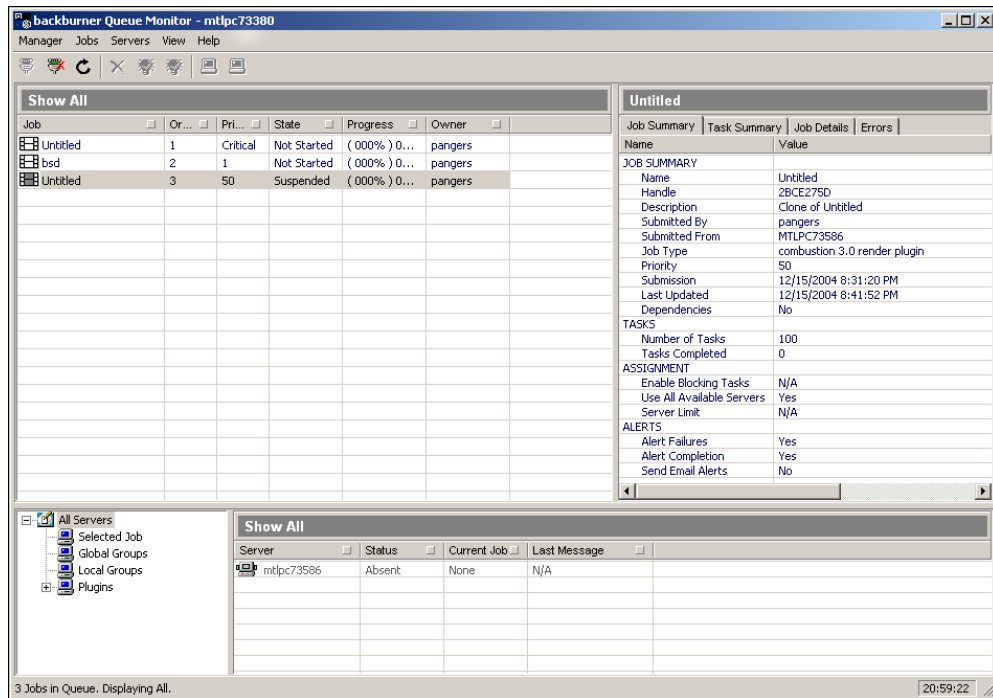 backburner Queue Monitor - mtlpc73380
Manager Jobs Servers View Help
Show All
Job Or... Pri... State Progress Owner
Untitled 1 Critical Not Started ( 000% ) 0... pangers
bsd 2 1 Not Started ( 000% ) 0... pangers
Untitled 3 50 Suspended ( 000% ) 0... pangers
Untitled
Job Summary Task Summary Job Details Errors
Name Value
JOB SUMMARY
Name Untitled
Handle 2BCE275D
Description Clone of Untitled
Submitted By pangers
Submitted From MTLPC73586
Job Type combustion 3.0 render plugin
Priority 50
Submission 12/15/2004 8:31:20 PM
Last Updated 12/15/2004 8:41:52 PM
Dependencies No
TASKS
Number of Tasks 100
Tasks Completed 0
ASSIGNMENT
Enable Blocking Tasks N/A
Use All Available Servers Yes
Server Limit N/A
ALERTS
Alert Failures Yes
Alert Completion Yes
Send Email Alerts No
All Servers
Selected Job
Global Groups
Local Groups
Plugins
Show All
Server Status Current Job Last Message
mtlpc73586 Absent None N/A
3 Jobs in Queue. Displaying All.
20:59:22